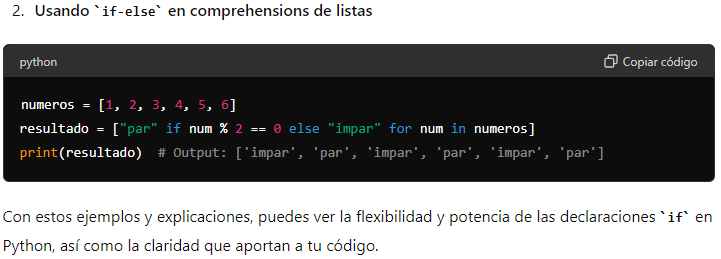 2. Usando `if-else` en comprehensions de listas
python
Copiar código
numeros = [1, 2, 3, 4, 5, 6]
resultado = ["par" if num % 2 == 0 else "impar" for num in numeros]
print(resultado)  # Output: ['impar', 'par', 'impar', 'par', 'impar', 'par']
Con estos ejemplos y explicaciones, puedes ver la flexibilidad y potencia de las declaraciones `if` en
Python, así como la claridad que aportan a tu código.